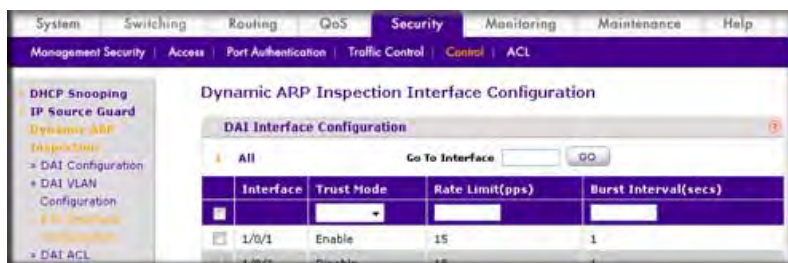 System Switching Routing QoS Security Monitoring Maintenance Help
Management Security Access Port Authentication Traffic Control Control ACL
DHCP Snooping
IP Source Guard
Dynamic ARP
Inspection
» DAI Configuration
» DAI VLAN
Configuration
» DAI ACL
Dynamic ARP Inspection Interface Configuration
DAI Interface Configuration
1 All Go To Interface GO
Interface Trust Mode Rate Limit(pps) Burst Interval(secs)
1/0/1 Enable 15 1